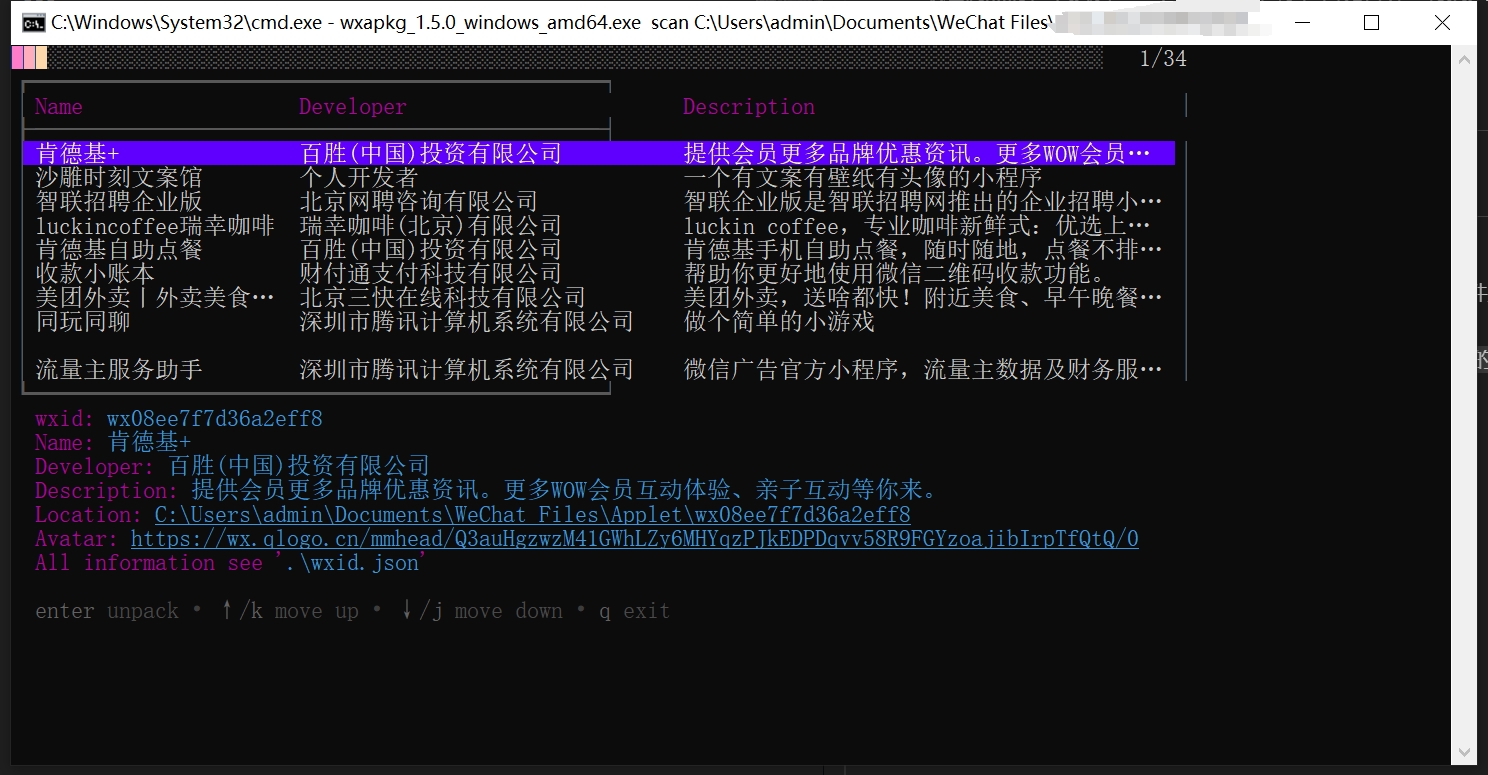 C:\Windows\System32\cmd.exe - wxapkg_1.5.0_windows_amd64.exe  scan C:\Users\admin\Documents\WeChat Files\
1/34
Name Developer Description
肯德基+ 百胜(中国)投资有限公司 提供会员更多品牌优惠资讯。更多WOW会员…
沙雕时刻文案馆 个人开发者 一个有文案有壁纸有头像的小程序
智联招聘企业版 北京网聘咨询有限公司 智联企业版是智联招聘网推出的企业招聘小…
luckincoffee瑞幸咖啡 瑞幸咖啡(北京)有限公司 luckin coffee，专业咖啡新鲜式：优选上…
肯德基自助点餐 百胜(中国)投资有限公司 肯德基手机自助点餐，随时随地，点餐不排…
收款小账本 财付通支付科技有限公司 帮助你更好地使用微信二维码收款功能。
美团外卖丨外卖美食… 北京三快在线科技有限公司 美团外卖，送啥都快！附近美食、早午晚餐…
同玩同聊 深圳市腾讯计算机系统有限公司 做个简单的小游戏
流量主服务助手 深圳市腾讯计算机系统有限公司 微信广告官方小程序，流量主数据及财务服…
wxid: wx08ee7f7d36a2eff8
Name: 肯德基+
Developer: 百胜(中国)投资有限公司
Description: 提供会员更多品牌优惠资讯。更多WOW会员互动体验、亲子互动等你来。
Location: C:\Users\admin\Documents\WeChat Files\Applet\wx08ee7f7d36a2eff8
Avatar: https://wx.qlogo.cn/mmhead/Q3auHgzwzM41GWhLZy6MHYqzPJkEDPDqvv58R9FGYzoajibIrpTfQtQ/0
All information see '.\wxid.json'
enter unpack • ↑/k move up • ↓/j move down • q exit